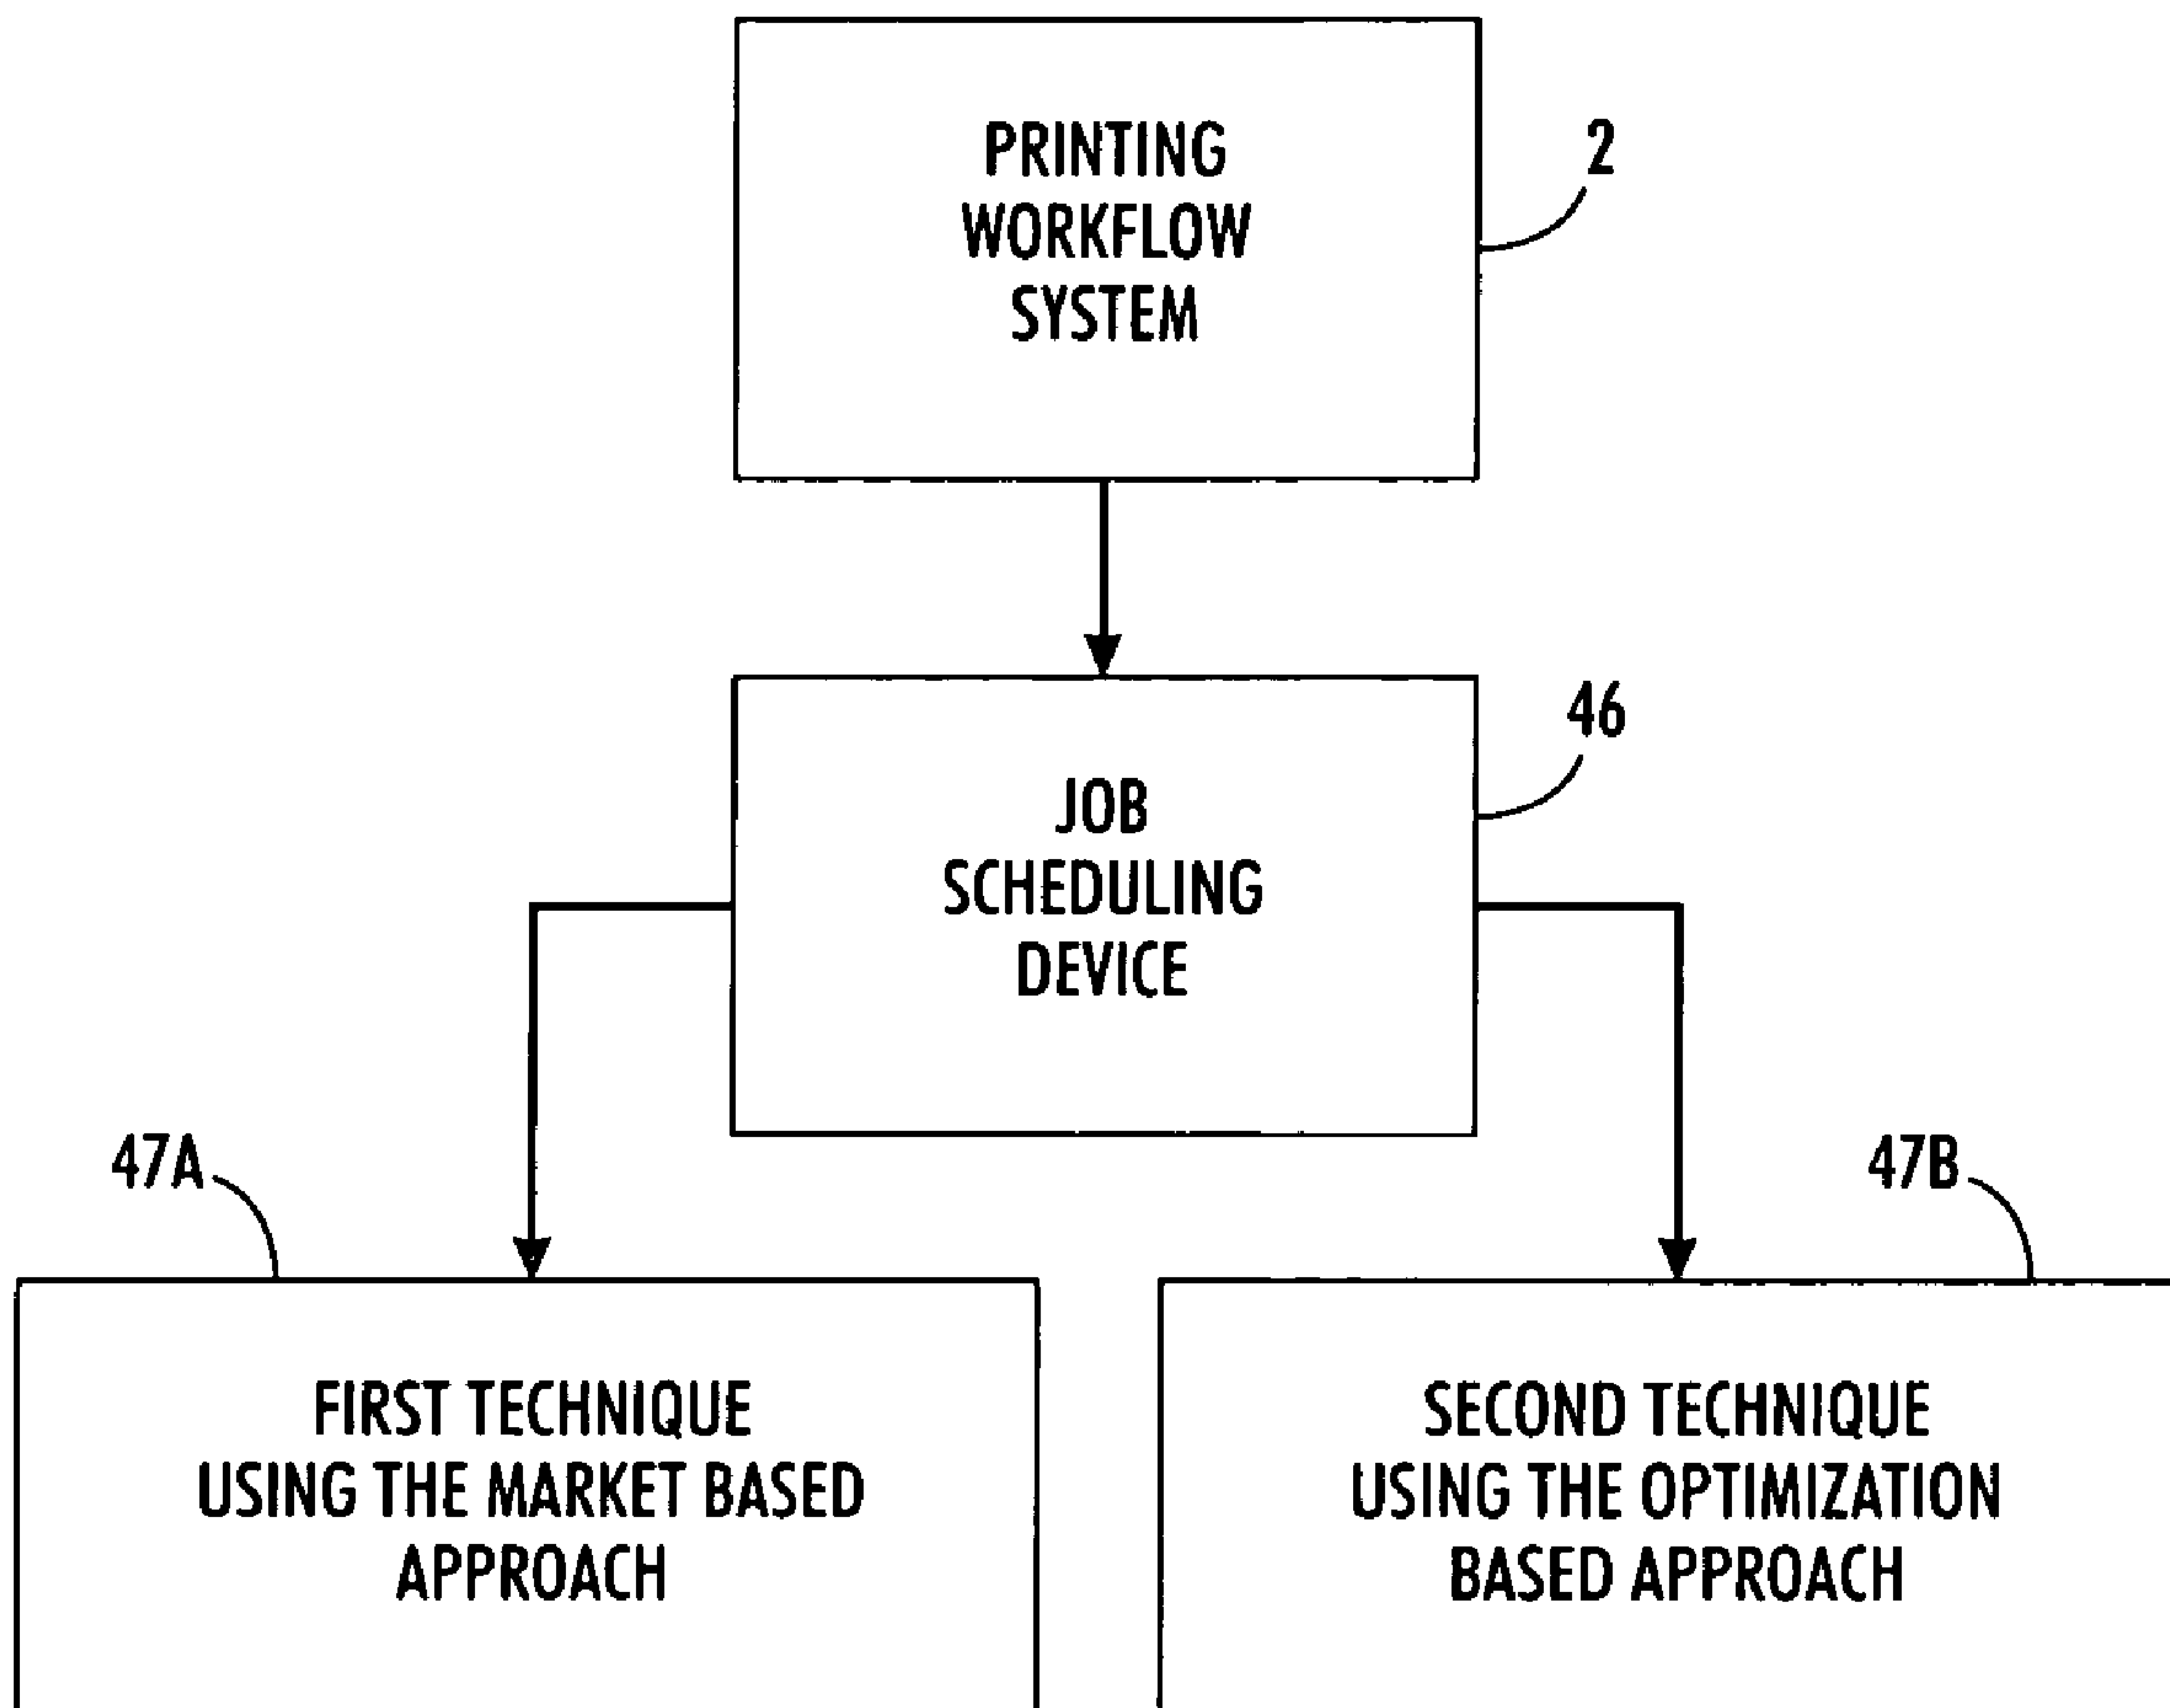 PRINTING
WORKFLOW
SYSTEM
2
46
JOB
SCHEDULING
DEVICE
47A
47B
FIRST TECHNIQUE
USING THE MARKET BASED
APPROACH
SECOND TECHNIQUE
USING THE OPTIMIZATION
BASED APPROACH